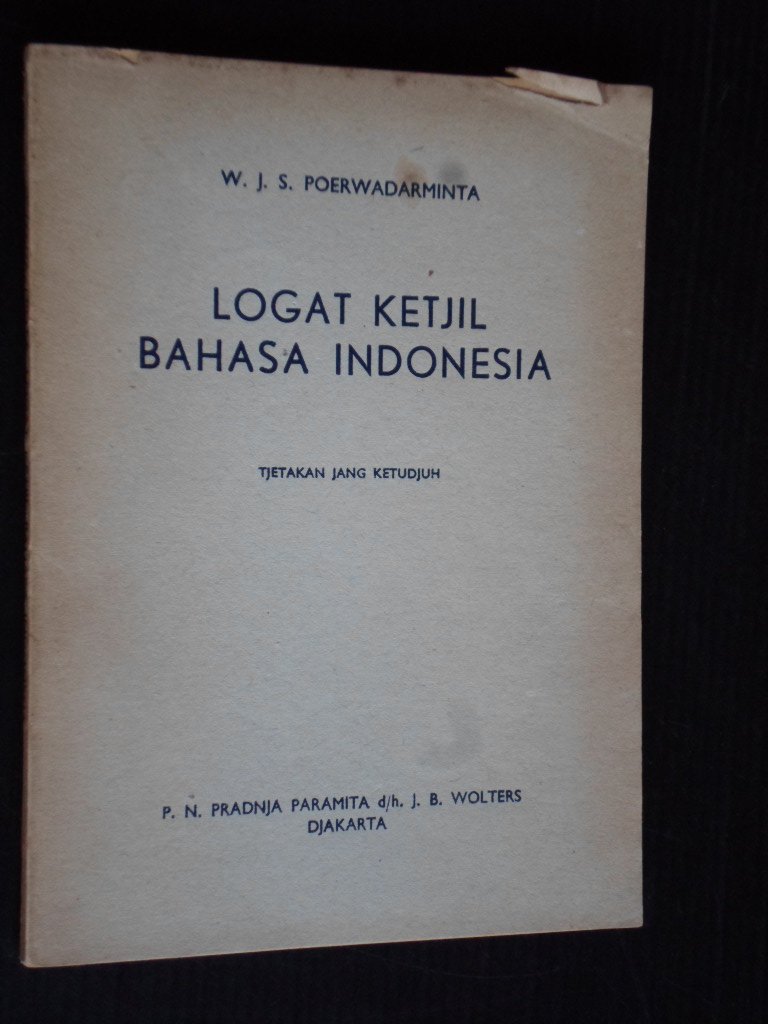 W. J. S. POERWADARMINTA
LOGAT KETJIL
BAHASA INDONESIA
TJETAKAN JANG KETUDJUH
P. N. PRADNJA PARAMITA d/h. J. B. WOLTERS
DJAKARTA